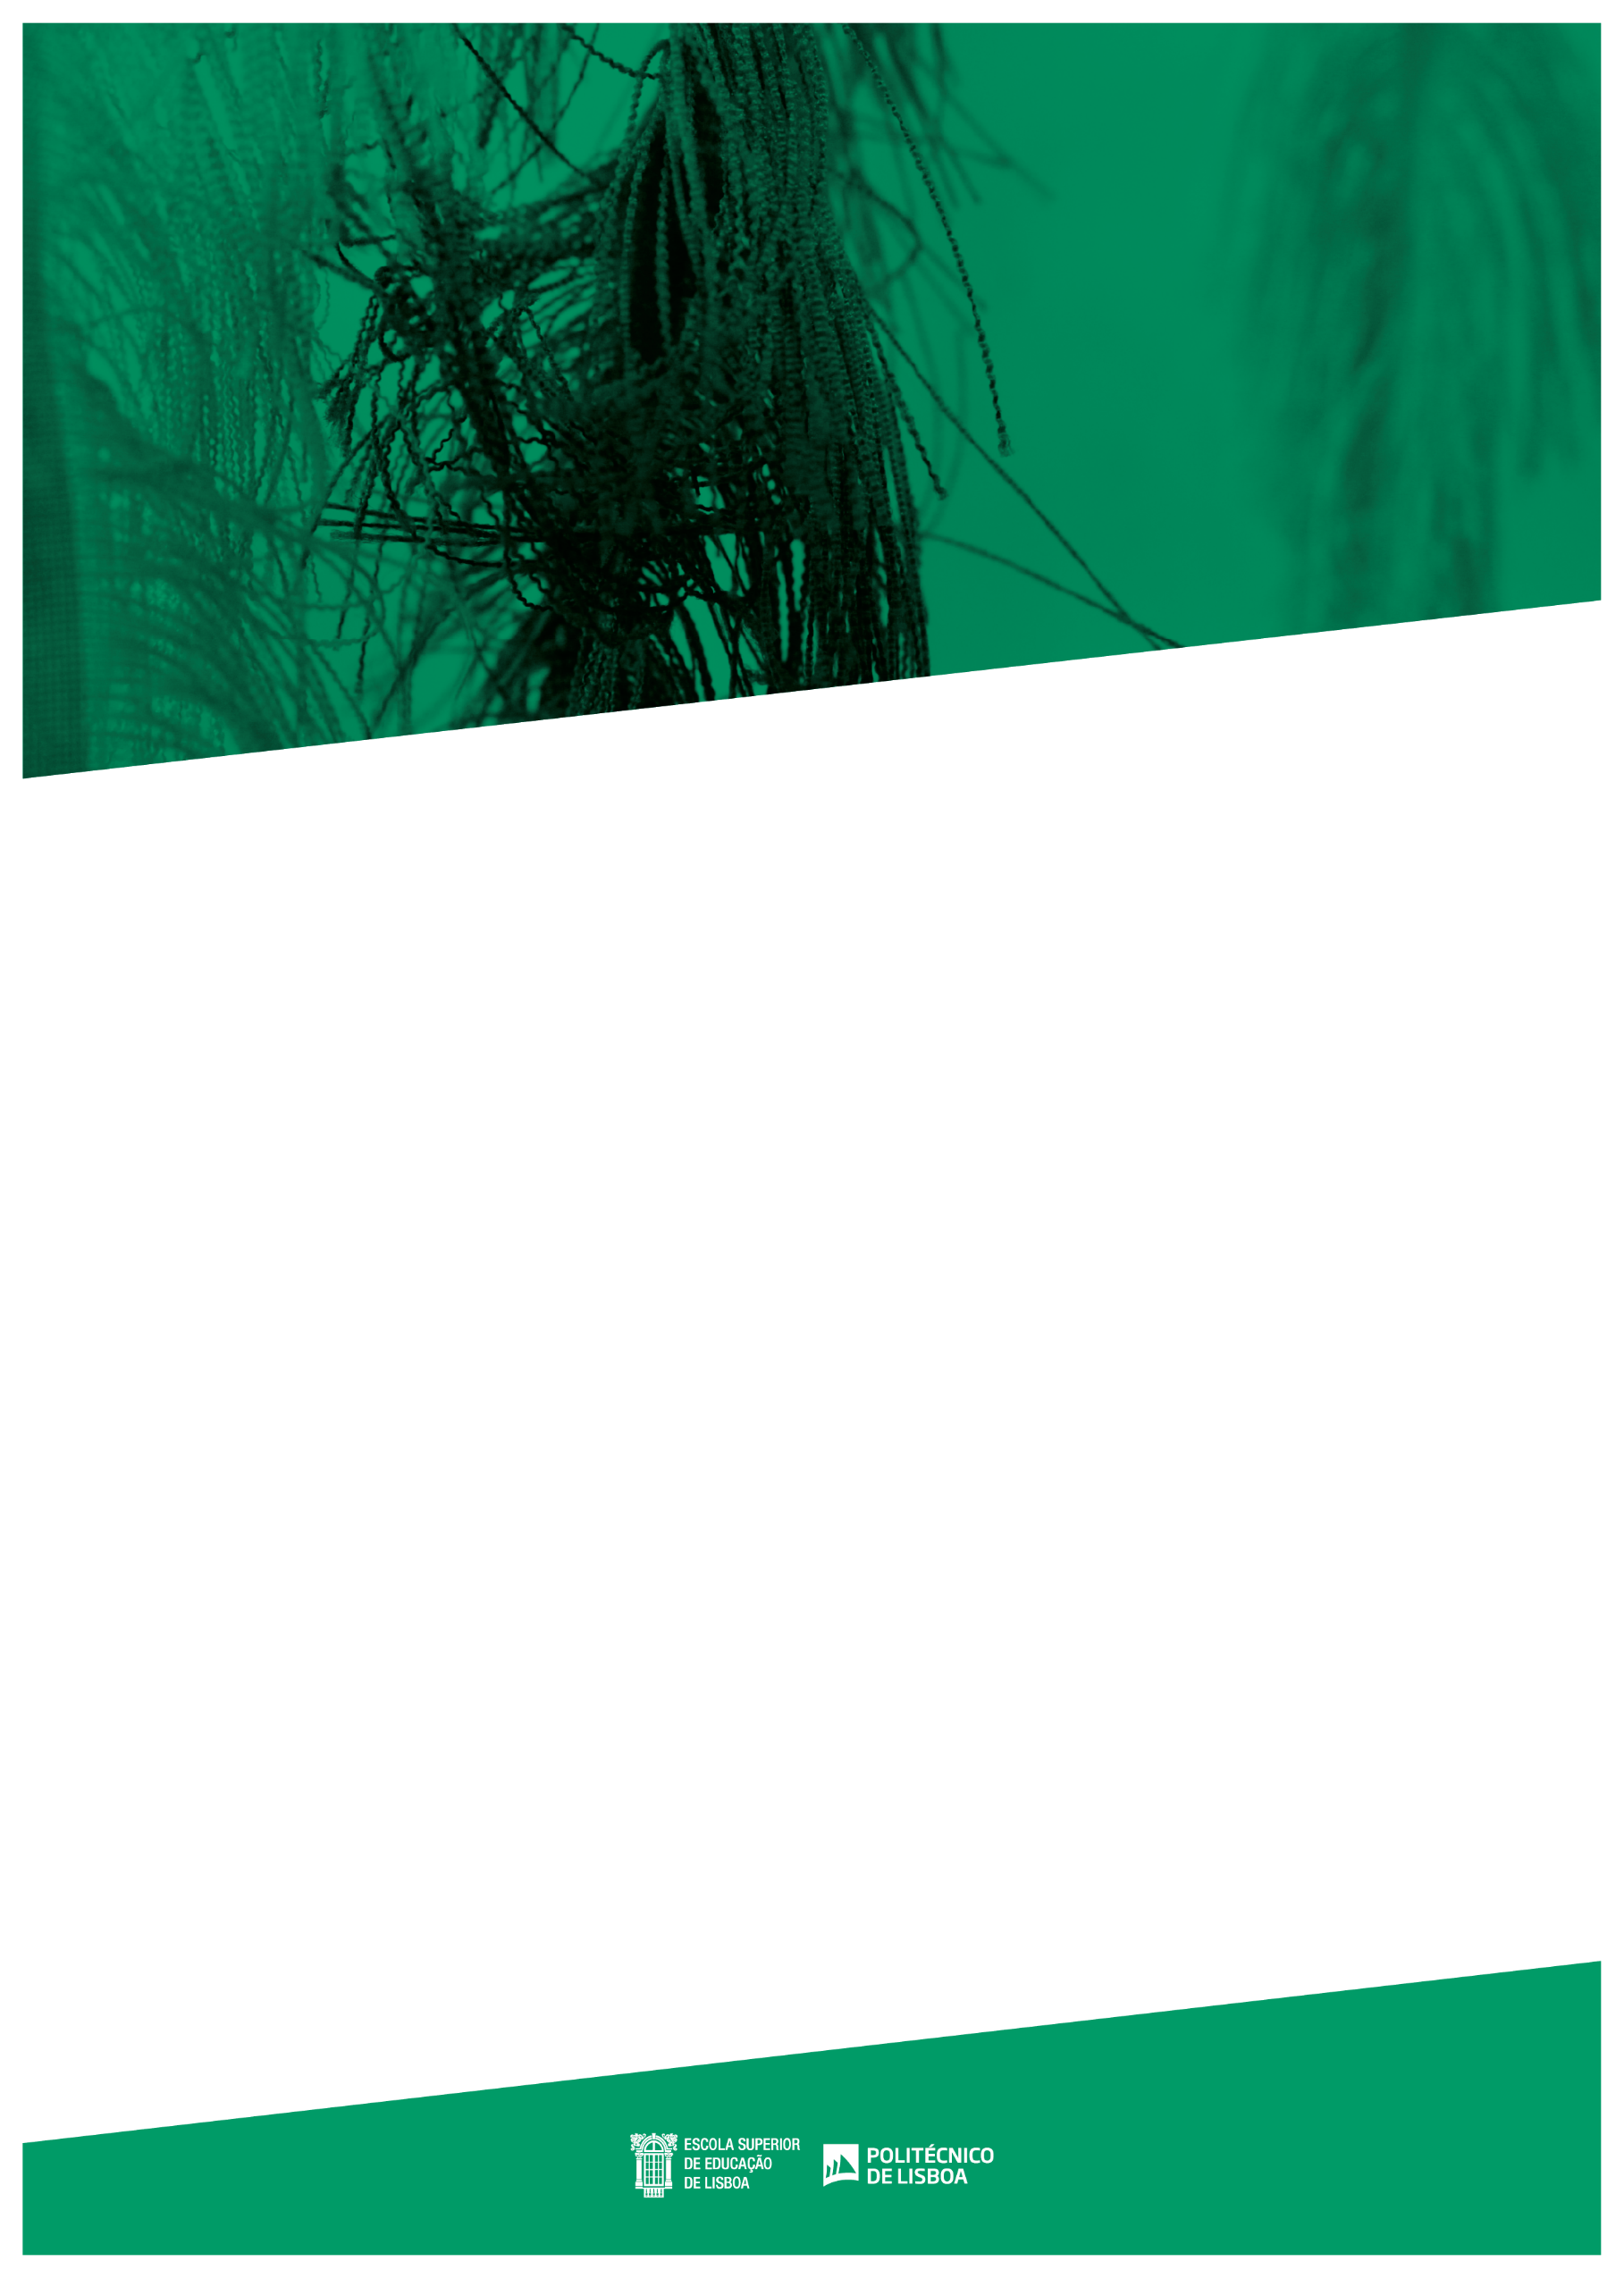 ESCOLA SUPERIOR
DE EDUCAÇÃO
DE LISBOA
POLITÉCNICO
DE LISBOA